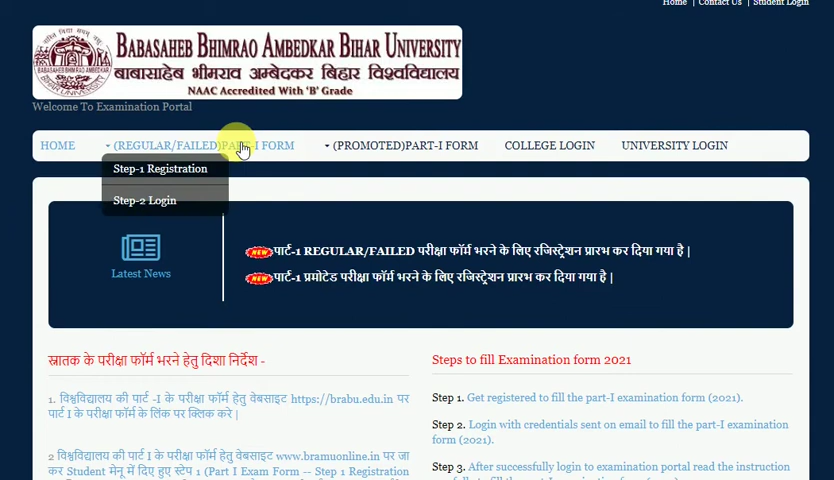 Home | Contact Us | Student Login
BABASAHEB BHIMRAO AMBEDKAR BIHAR UNIVERSITY
बाबासाहेब भीमराव अम्बेडकर बिहार विश्वविद्यालय
NAAC Accredited With 'B' Grade
Welcome To Examination Portal
HOME (REGULAR/FAILED)PART-I FORM (PROMOTED)PART-I FORM COLLEGE LOGIN UNIVERSITY LOGIN
Step-1 Registration
Step-2 Login
NEW पार्ट-1 REGULAR/FAILED परीक्षा फॉर्म भरने के लिए रजिस्ट्रेशन प्रारभ कर दिया गया है |
Latest News
NEW पार्ट-1 प्रमोटेड परीक्षा फॉर्म भरने के लिए रजिस्ट्रेशन प्रारभ कर दिया गया है |
स्नातक के परीक्षा फॉर्म भरने हेतु दिशा निर्देश -
1. विश्वविद्यालय की पार्ट -I के परीक्षा फॉर्म हेतु वेबसाइट https://brabu.edu.in पर
पार्ट I के परीक्षा फॉर्म के लिंक पर क्लिक करे |
2 विश्वविद्यालय की पार्ट I के परीक्षा फॉर्म हेतु वेबसाइट www.bramuonline.in पर जा
कर Student मेनू में दिए हुए स्टेप 1 (Part I Exam Form -- Step 1 Registration
Steps to fill Examination form 2021
Step 1. Get registered to fill the part-I examination form (2021).
Step 2. Login with credentials sent on email to fill the part-I examination
form (2021).
Step 3. After successfully login to examination portal read the instruction